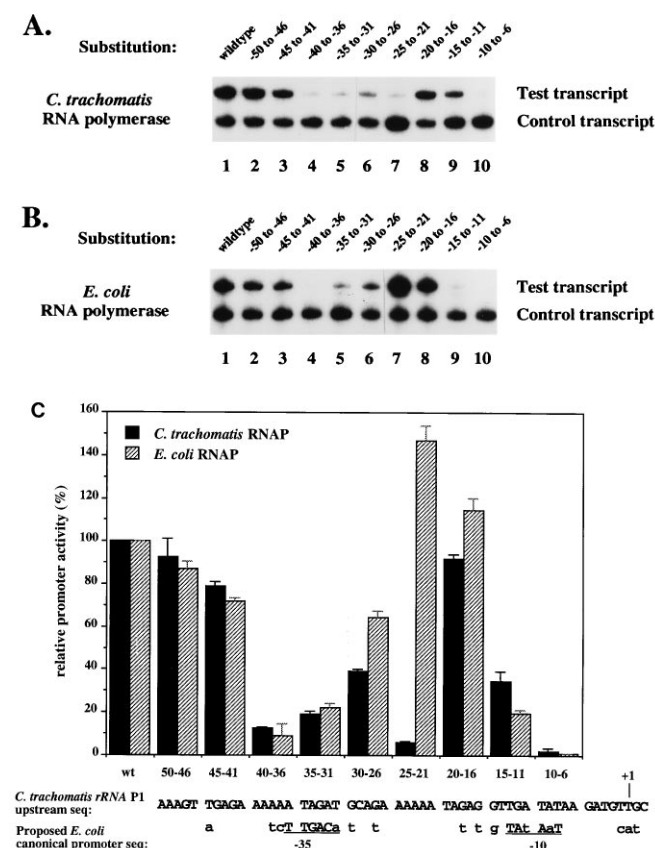 A.
Substitution:
wildtype -50 to -46 -45 to -41 -40 to -36 -35 to -31 -30 to -26 -25 to -21 -20 to -16 -15 to -11 -10 to -6
C. trachomatis
RNA polymerase
Test transcript
Control transcript
1 2 3 4 5 6 7 8 9 10
B.
Substitution:
wildtype -50 to -46 -45 to -41 -40 to -36 -35 to -31 -30 to -26 -25 to -21 -20 to -16 -15 to -11 -10 to -6
E. coli
RNA polymerase
Test transcript
Control transcript
1 2 3 4 5 6 7 8 9 10
C
relative promoter activity (%)
160
140
120
100
80
60
40
20
0
C. trachomatis RNAP
E. coli RNAP
wt 50-46 45-41 40-36 35-31 30-26 25-21 20-16 15-11 10-6
+1
C. trachomatis rRNA P1
upstream seq:
AAAGT TGAGA AAAAA TAGAT GCAGA AAAAA TAGAG GTTGA TATAA GATGTTGC
Proposed E. coli
canonical promoter seq:
a tcT TGACa t t t t g TAt AaT cat
-35 -10